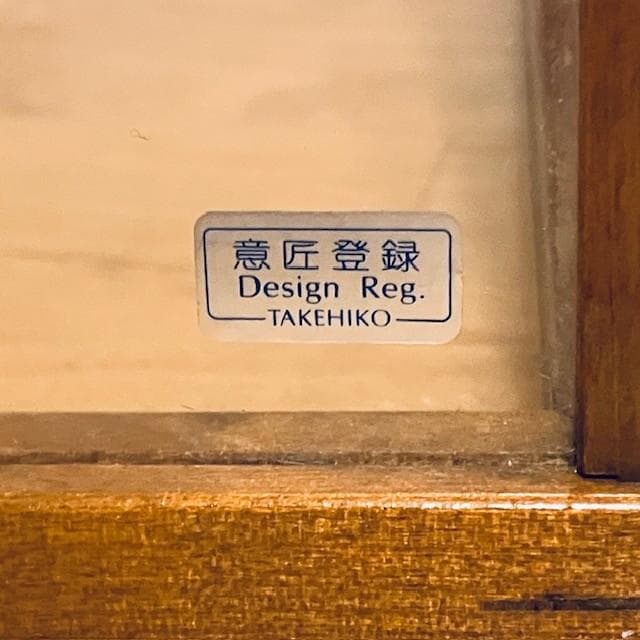 意匠登録
Design Reg.
TAKEHIKO